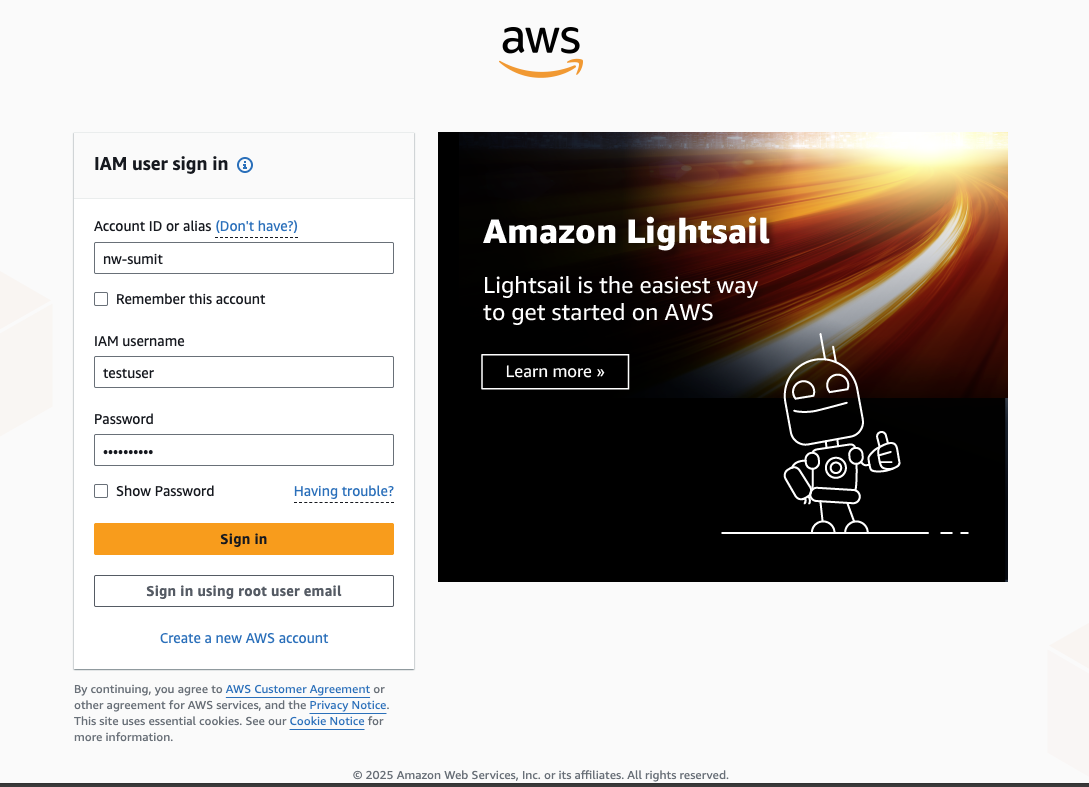 aws
IAM user sign in
Account ID or alias (Don't have?)
nw-sumit
Remember this account
IAM username
testuser
Password
••••••••••
Show Password
Having trouble?
Sign in
Sign in using root user email
Create a new AWS account
By continuing, you agree to AWS Customer Agreement or
other agreement for AWS services, and the Privacy Notice.
This site uses essential cookies. See our Cookie Notice for
more information.
Amazon Lightsail
Lightsail is the easiest way
to get started on AWS
Learn more »
© 2025 Amazon Web Services, Inc. or its affiliates. All rights reserved.